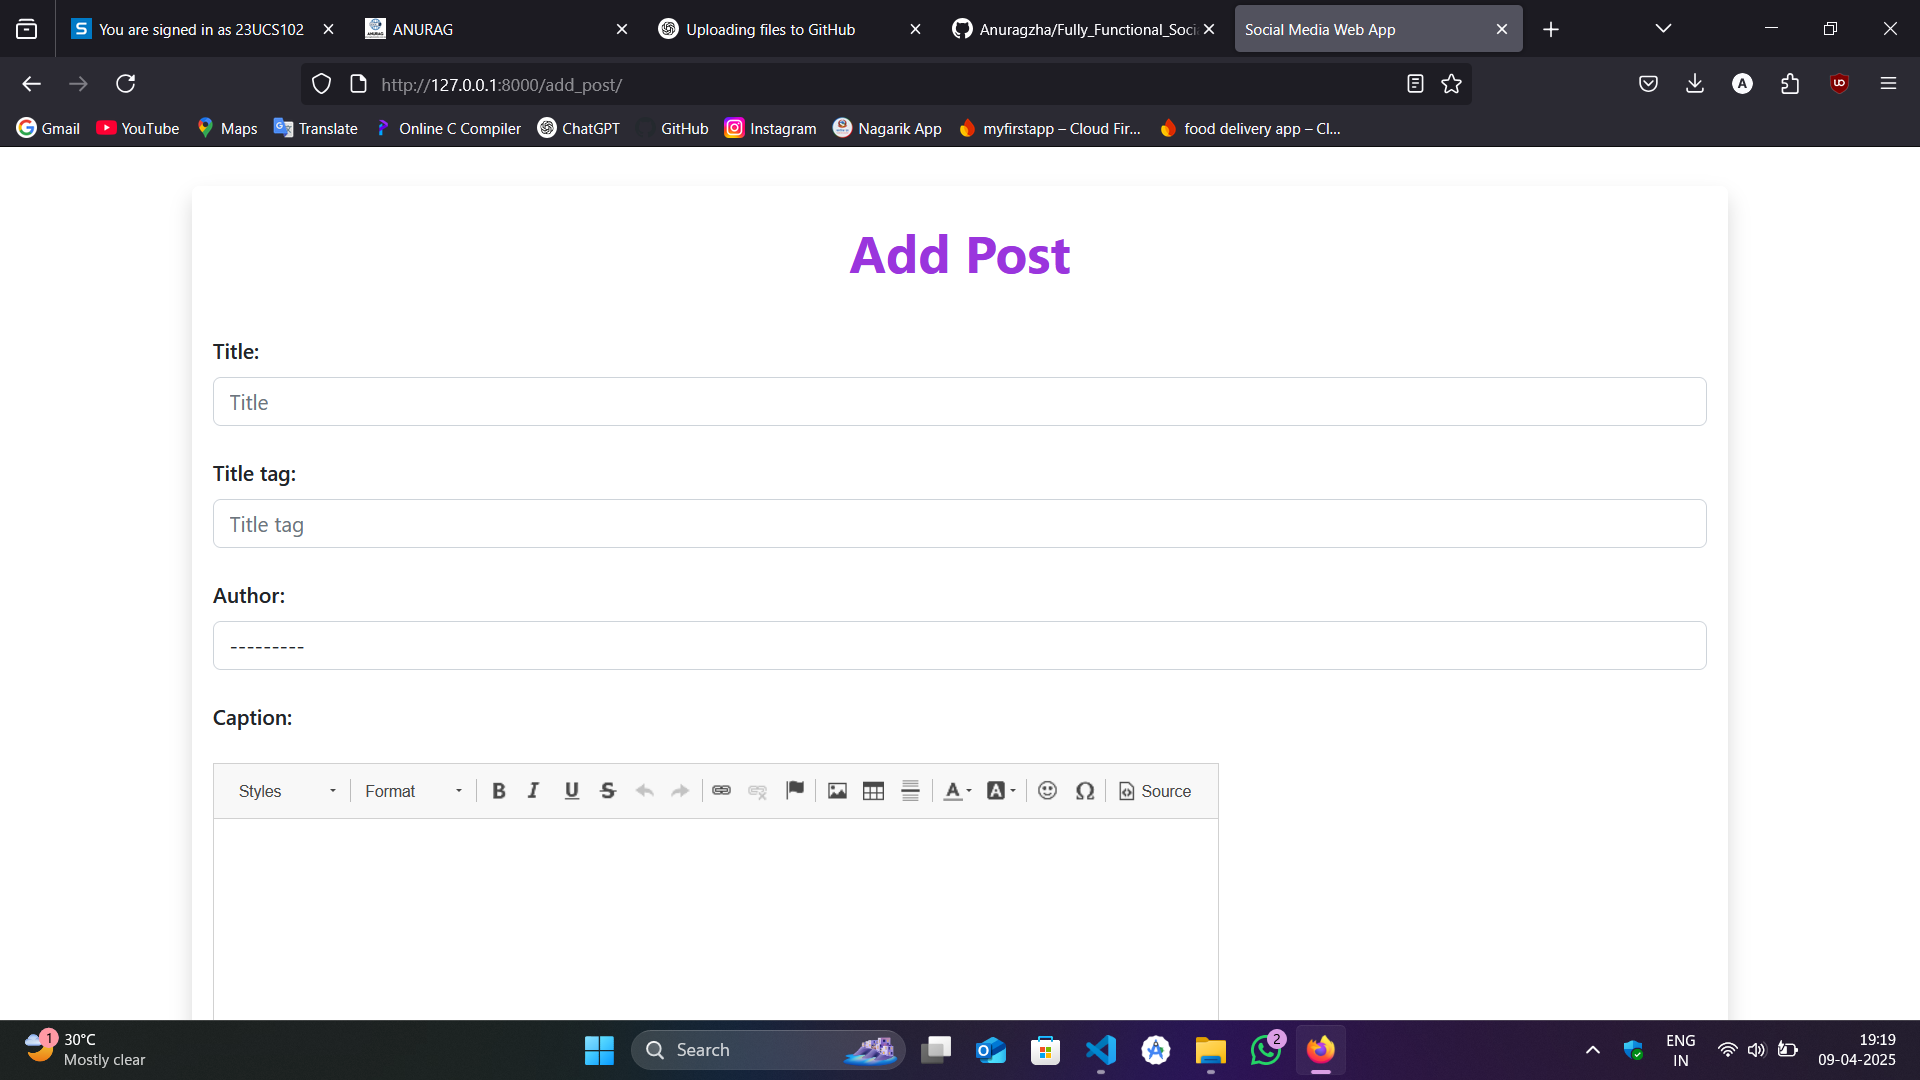 You are signed in as 23UCS102
ANURAG
Uploading files to GitHub
Anuragzha/Fully_Functional_Soci
Social Media Web App
http://127.0.0.1:8000/add_post/
Gmail
YouTube
Maps
Translate
Online C Compiler
ChatGPT
GitHub
Instagram
Nagarik App
myfirstapp – Cloud Fir...
food delivery app – Cl...
Add Post
Title:
Title
Title tag:
Title tag
Author:
---------
Caption:
Styles
Format
B I U S
A
A
Ω
Source
1
30°C
Mostly clear
Search
2
ENG
IN
19:19
09-04-2025